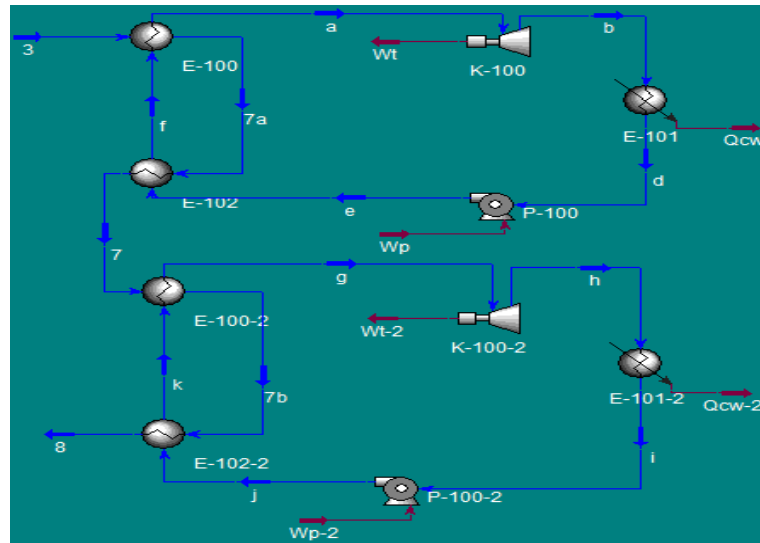 a
b
3
Wt
K-100
E-100
7a
f
E-101
Qcw
d
E-102
e
P-100
Wp
7
g
h
E-100-2
Wt-2
K-100-2
7b
k
E-101-2
Qcw-2
8
E-102-2
i
j
P-100-2
Wp-2